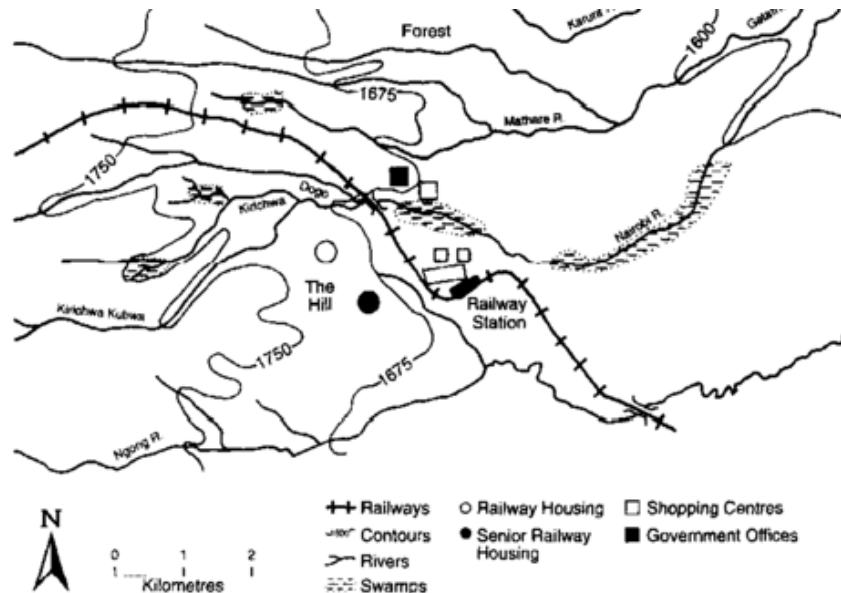 Forest
Karura R.
1600
1675
Mathare R.
1750
Dogo
Kirichwa
Nairobi R.
The
Hill
Railway
Station
Kirichwa Kubwa
1750
1675
Ngong R.
N
0 1 2
Kilometres
Railways
Contours
Rivers
Swamps
Railway Housing
Senior Railway
Housing
Shopping Centres
Government Offices